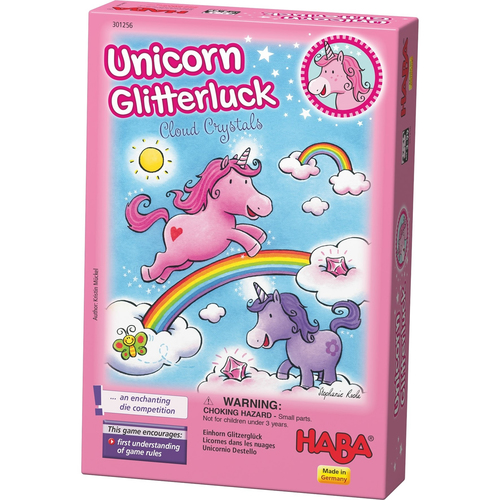 301256
Unicorn
Glitterluck
Cloud Crystals
HABA
Author: Kristin Mückel
Stephanie Roehe
! ... an enchanting
die competition
This game encourages:
first understanding
of game rules
WARNING:
CHOKING HAZARD - Small parts.
Not for children under 3 years.
Einhorn Glitzerglück
Licornes dans les nuages
Unicornio Destello
HABA
Made in
Germany